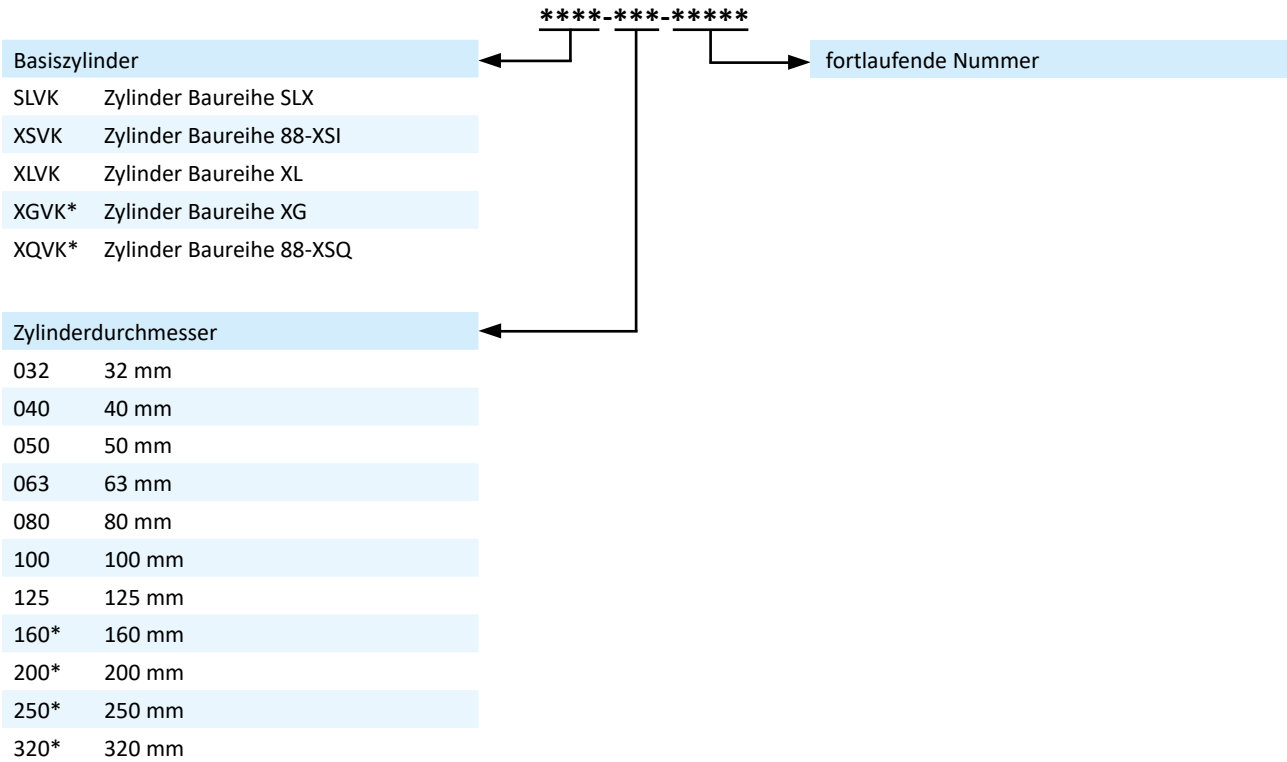 ****-***-*****
Basiszylinder
SLVK Zylinder Baureihe SLX
XSVK Zylinder Baureihe 88-XSI
XLVK Zylinder Baureihe XL
XGVK* Zylinder Baureihe XG
XQVK* Zylinder Baureihe 88-XSQ
Zylinderdurchmesser
032 32 mm
040 40 mm
050 50 mm
063 63 mm
080 80 mm
100 100 mm
125 125 mm
160* 160 mm
200* 200 mm
250* 250 mm
320* 320 mm
fortlaufende Nummer